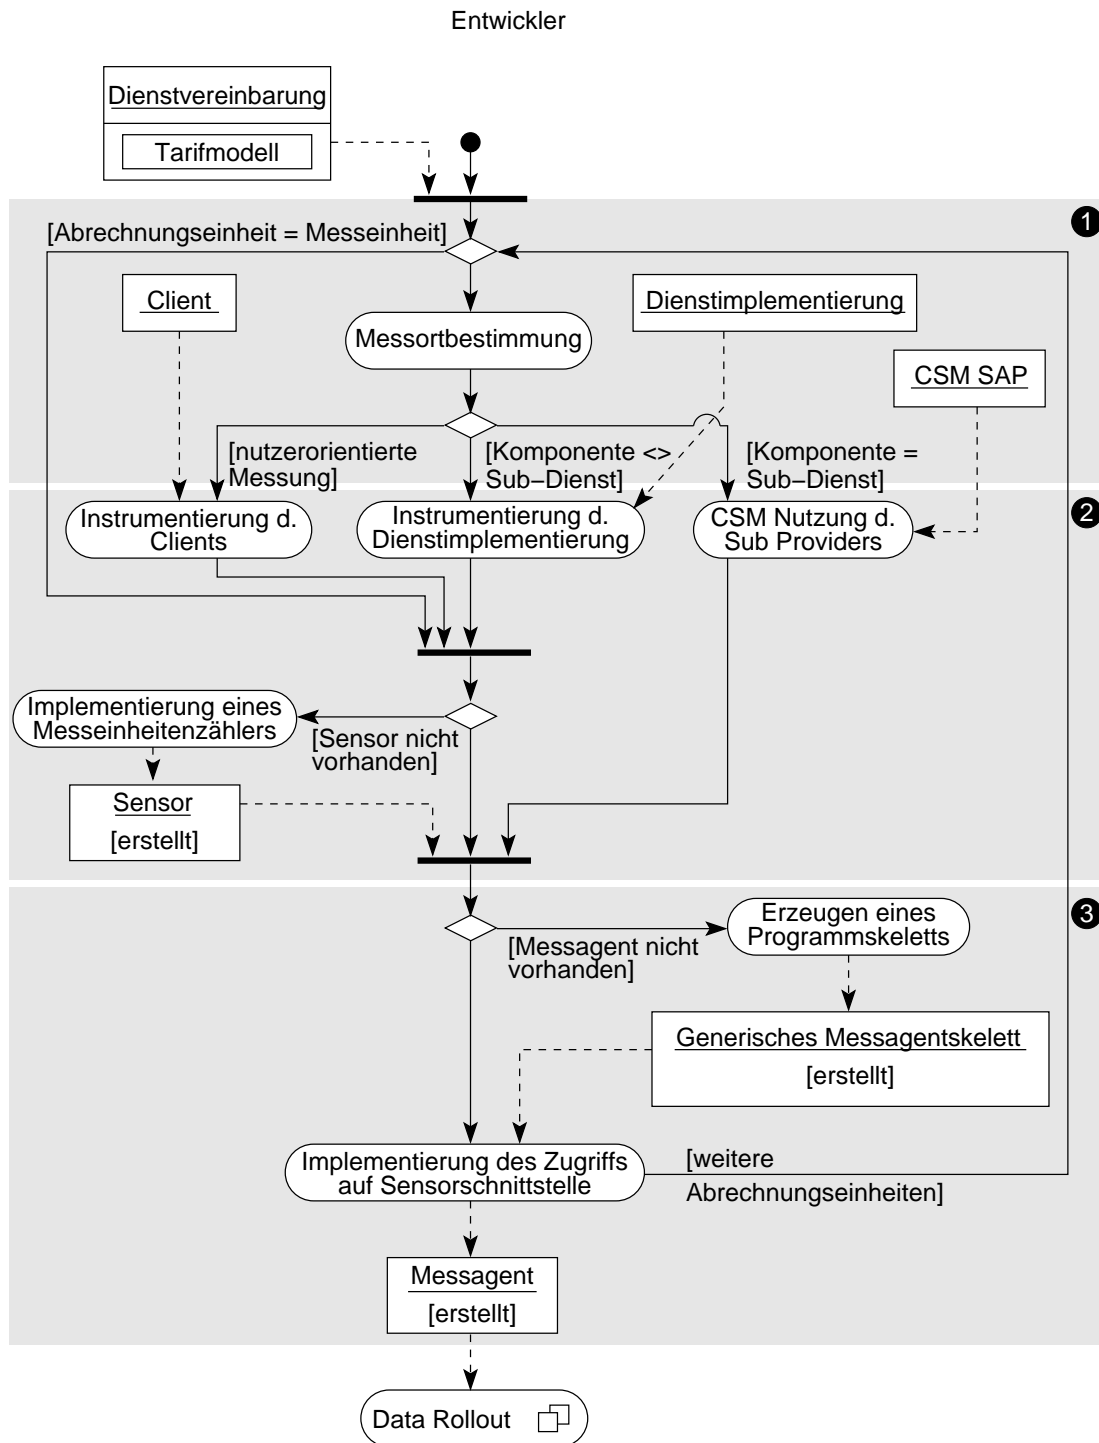 Entwickler
Dienstvereinbarung
Tarifmodell
[Abrechnungseinheit = Messeinheit]
1
Client
Dienstimplementierung
Messortbestimmung
CSM SAP
[nutzerorientierte
Messung]
[Komponente <>
Sub−Dienst]
[Komponente =
Sub−Dienst]
2
Instrumentierung d.
Clients
Instrumentierung d.
Dienstimplementierung
CSM Nutzung d.
Sub Providers
Implementierung eines
Messeinheitenzählers
[Sensor nicht
vorhanden]
Sensor
[erstellt]
3
Erzeugen eines
Programmskeletts
[Messagent nicht
vorhanden]
Generisches Messagentskelett
[erstellt]
Implementierung des Zugriffs
auf Sensorschnittstelle
[weitere
Abrechnungseinheiten]
Messagent
[erstellt]
Data Rollout